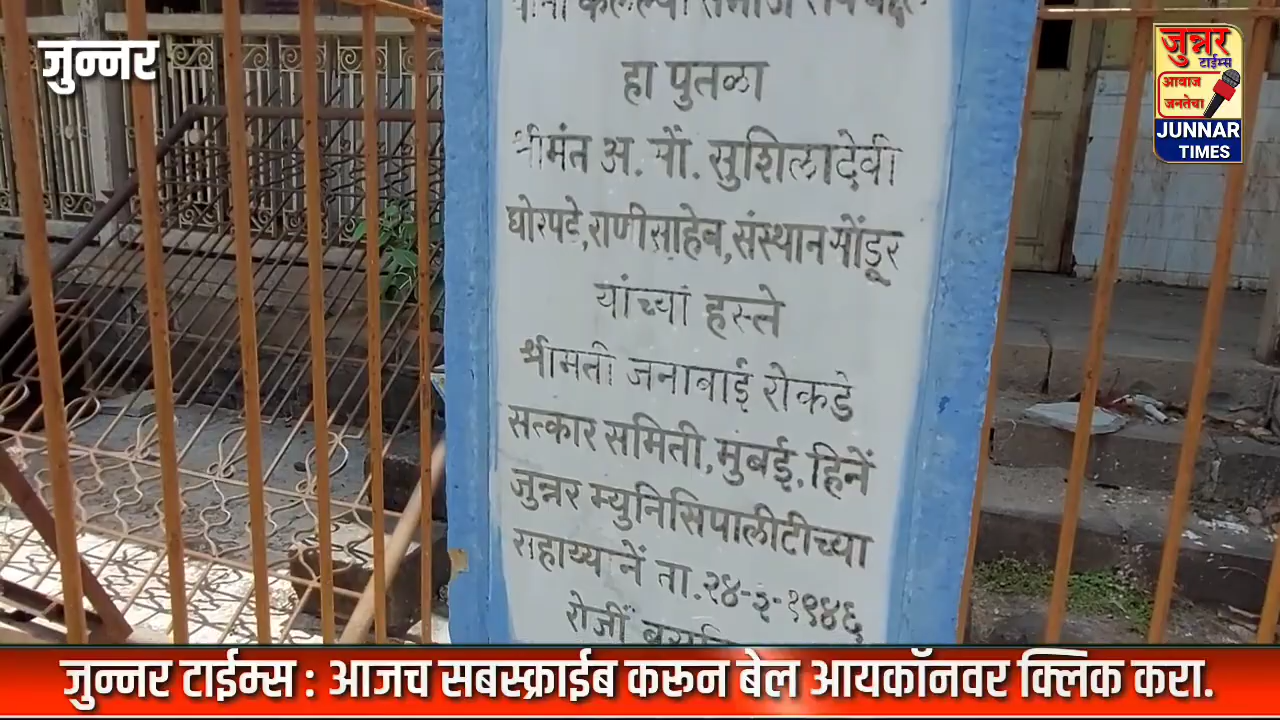 जुन्नर
जुन्नर
टाईम्स
आवाज
जनतेचा
JUNNAR
TIMES
हा पुतळा
श्रीमंत अ. सौ. सुशिलादेवी
घोरपडे,राणीसाहेब,संस्थान सोंडूर
यांच्या हस्ते
श्रीमती जनाबाई रोकडे
सत्कार समिती,मुंबई, हिनें
जुन्नर म्युनिसिपालीटीच्या
सहाय्यानें ता.२४-३-१९४६
रोजीं
जुन्नर टाईम्स : आजच सबस्क्राईब करून बेल आयकॉनवर क्लिक करा.